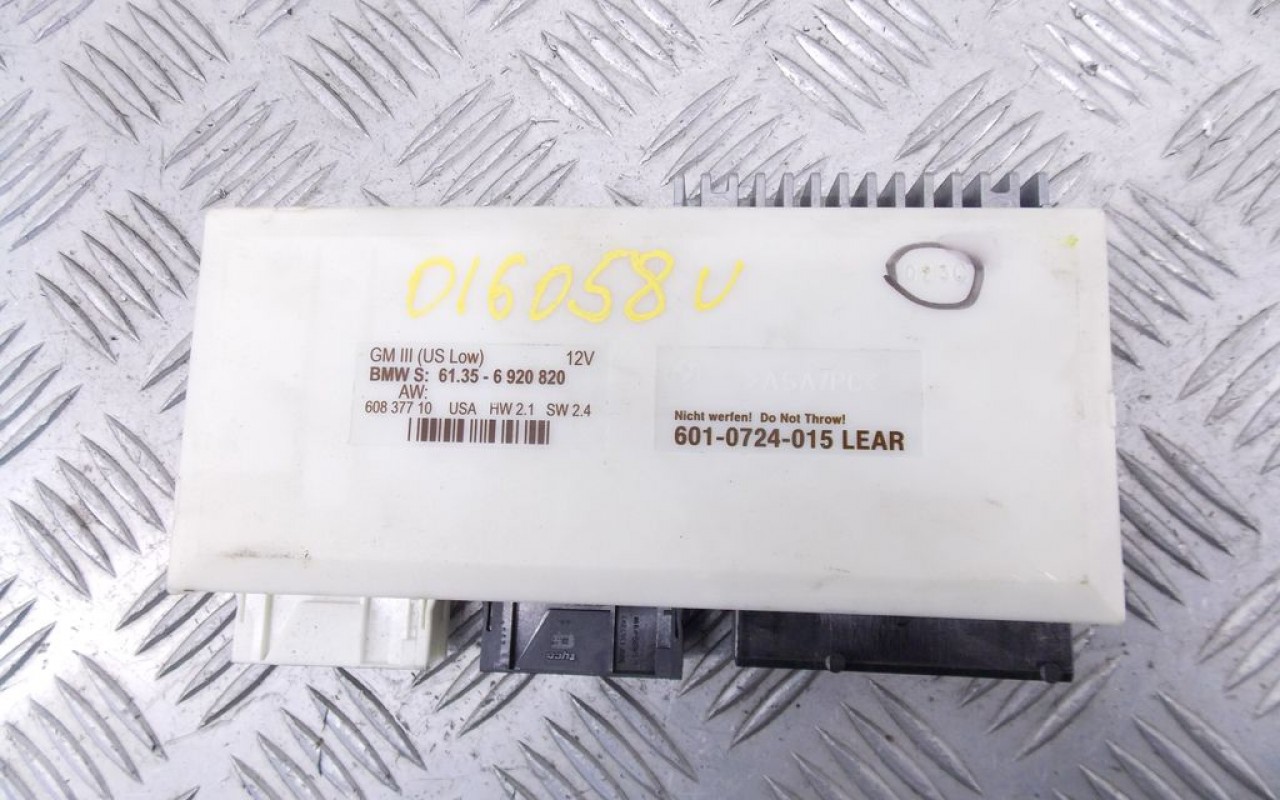 016058U
GM III (US Low) 12V
BMW S: 61.35 - 6 920 820
AW:
608 377 10 USA HW 2.1 SW 2.4
Nicht werfen! Do Not Throw!
601-0724-015 LEAR
tyco